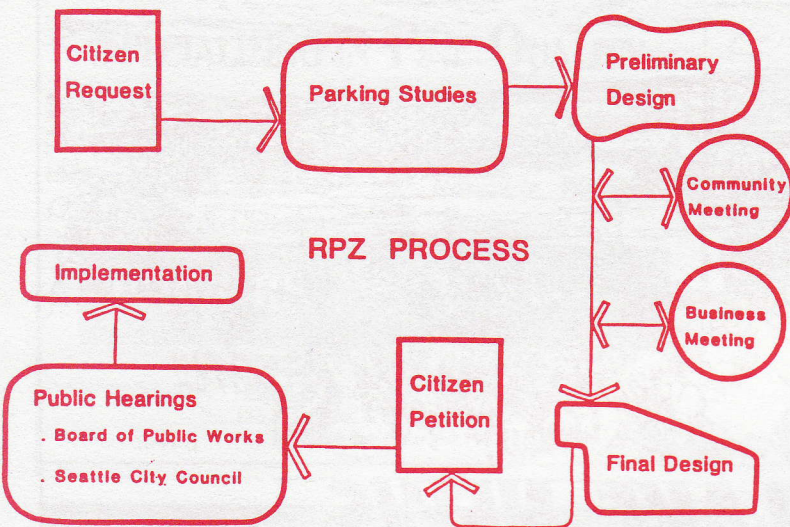 Citizen
Request
Parking Studies
Preliminary
Design
Community
Meeting
RPZ PROCESS
Business
Meeting
Final Design
Citizen
Petition
Public Hearings
. Board of Public Works
. Seattle City Council
Implementation